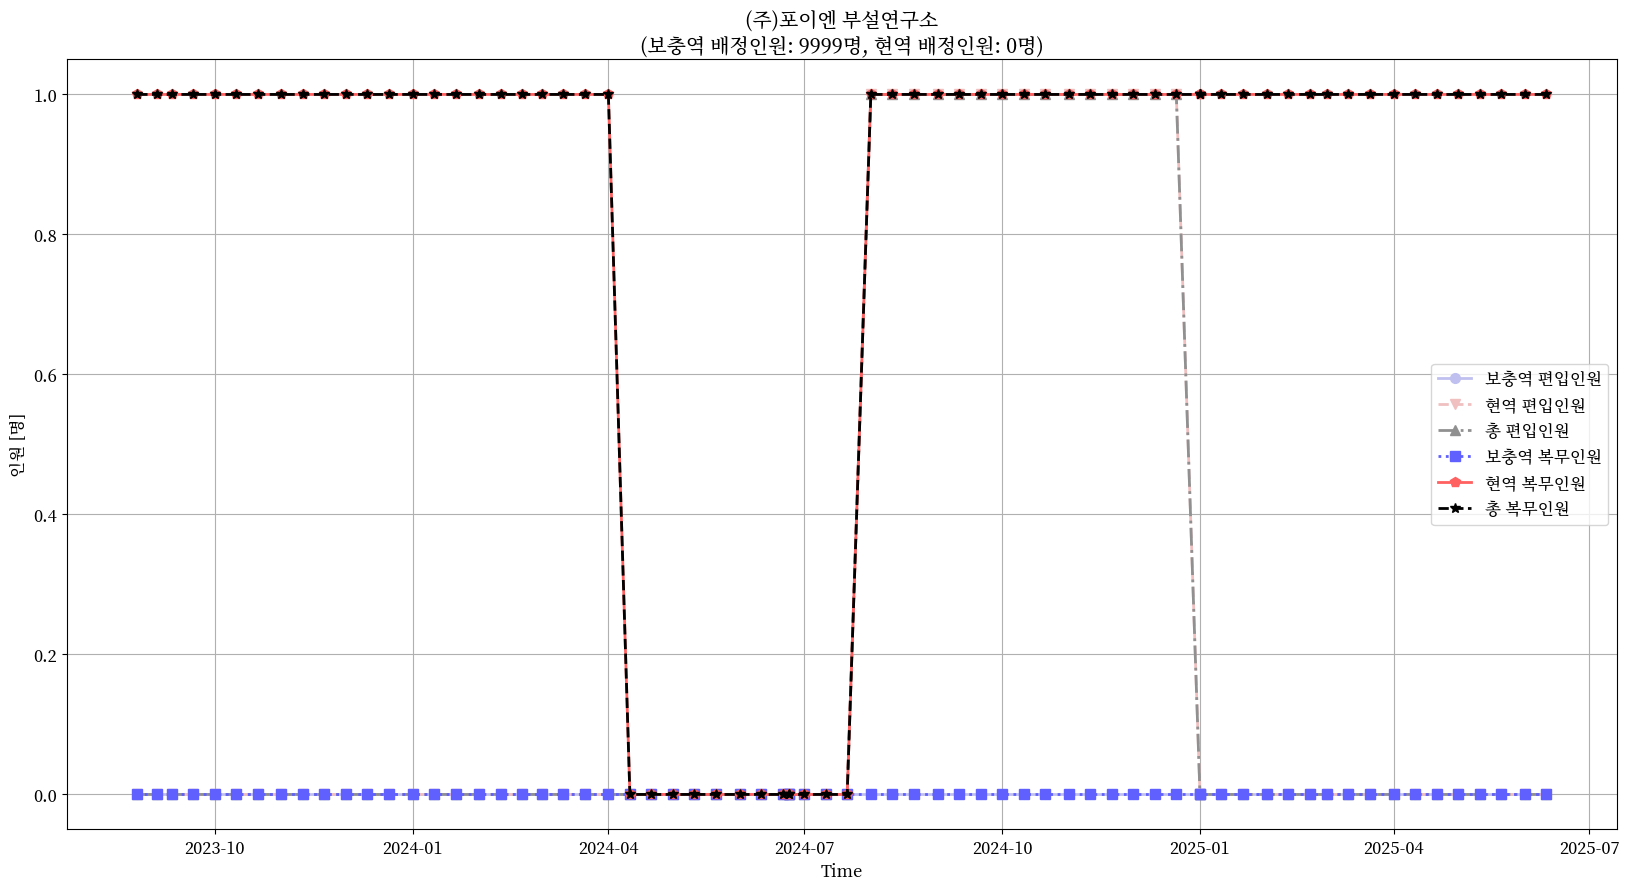 (주)포이엔 부설연구소
(보충역 배정인원: 9999명, 현역 배정인원: 0명)
1.0
0.8
0.6
0.4
0.2
0.0
인원 [명]
보충역 편입인원
현역 편입인원
총 편입인원
보충역 복무인원
현역 복무인원
총 복무인원
2023-10
2024-01
2024-04
2024-07
2024-10
2025-01
2025-04
2025-07
Time